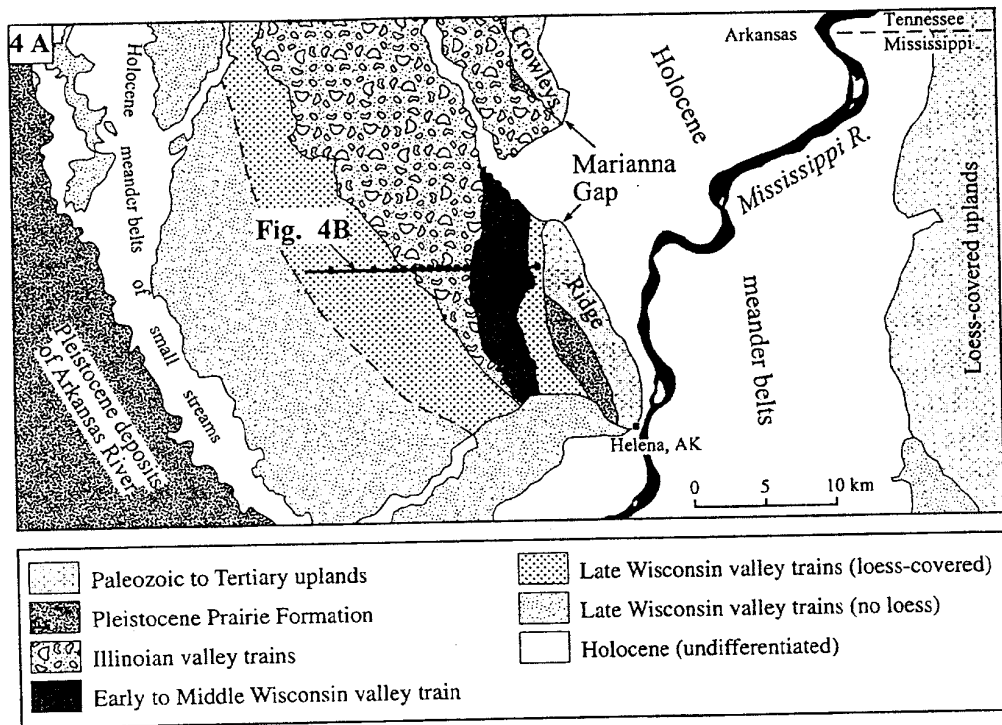 4 A
Holocene
meander belts
of
small
streams
Pleistocene deposits
of Arkansas River
Fig. 4B
Crowleys
Marianna
Gap
Ridge
Holocene
meander belts
Arkansas
Tennessee
Mississippi
Mississippi R.
Loess-covered uplands
Helena, AK
0 5 10 km
Paleozoic to Tertiary uplands
Pleistocene Prairie Formation
Illinoian valley trains
Early to Middle Wisconsin valley train
Late Wisconsin valley trains (loess-covered)
Late Wisconsin valley trains (no loess)
Holocene (undifferentiated)